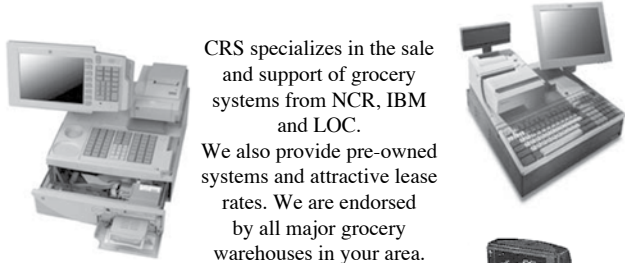 CRS specializes in the sale
and support of grocery
systems from NCR, IBM
and LOC.
We also provide pre-owned
systems and attractive lease
rates. We are endorsed
by all major grocery
warehouses in your area.